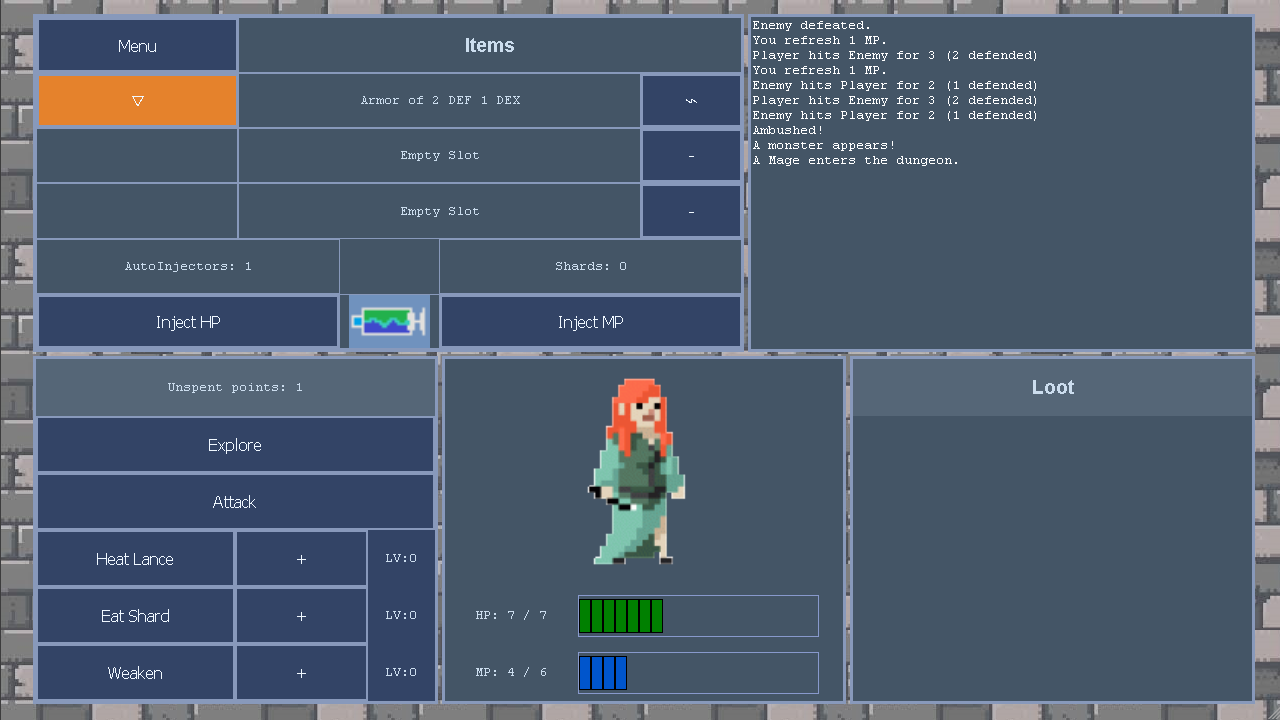 Menu
Items
▽
Armor of 2 DEF 1 DEX
Empty Slot
-
Empty Slot
-
AutoInjectors: 1
Shards: 0
Inject HP
Inject MP
Enemy defeated.
You refresh 1 MP.
Player hits Enemy for 3 (2 defended)
You refresh 1 MP.
Enemy hits Player for 2 (1 defended)
Player hits Enemy for 3 (2 defended)
Enemy hits Player for 2 (1 defended)
Ambushed!
A monster appears!
A Mage enters the dungeon.
Unspent points: 1
Explore
Attack
Heat Lance + LV:0
Eat Shard + LV:0
Weaken + LV:0
HP: 7 / 7
MP: 4 / 6
Loot